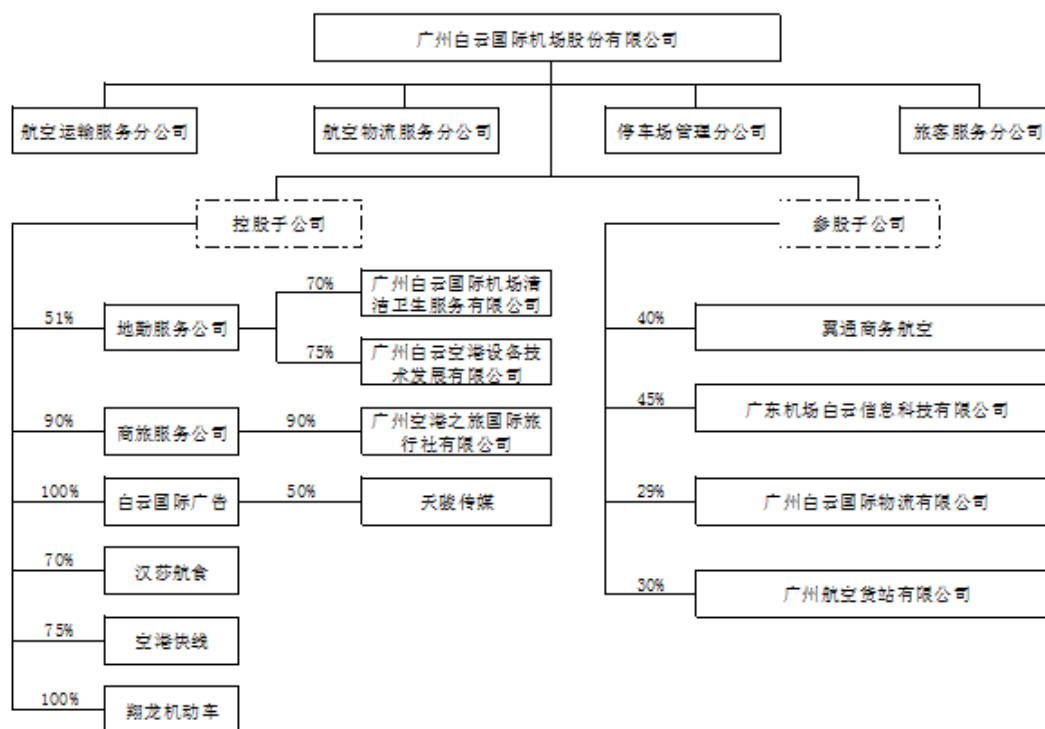 广州白云国际机场股份有限公司
航空运输服务分公司
航空物流服务分公司
停车场管理分公司
旅客服务分公司
控股子公司
参股子公司
51%
地勤服务公司
70%
广州白云国际机场清
洁卫生服务有限公司
75%
广州白云空港设备技
术发展有限公司
90%
商旅服务公司
90%
广州空港之旅国际旅
行社有限公司
100%
白云国际广告
50%
天骏传媒
70%
汉莎航食
75%
空港快线
100%
翔龙机动车
40%
翼通商务航空
45%
广东机场白云信息科技有限公司
29%
广州白云国际物流有限公司
30%
广州航空货站有限公司